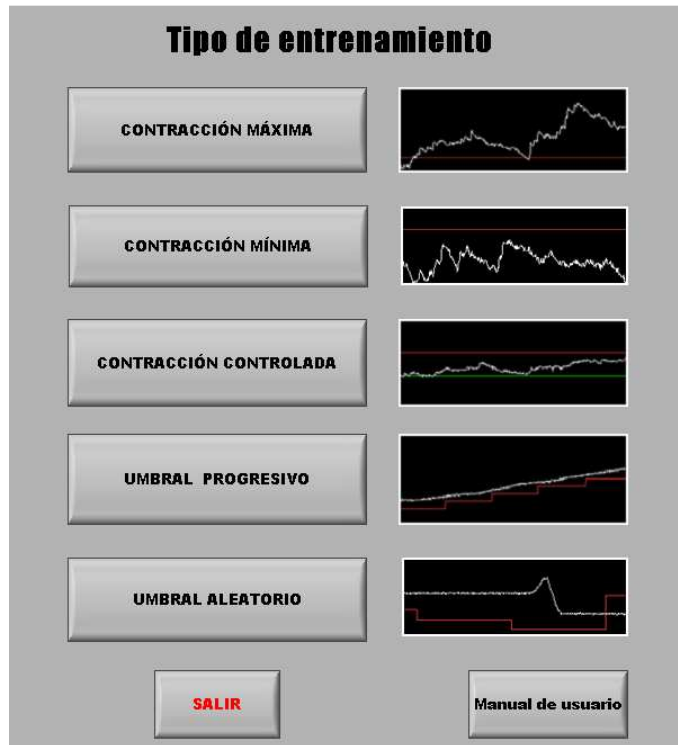 Tipo de entrenamiento
CONTRACCIÓN MÁXIMA
CONTRACCIÓN MÍNIMA
CONTRACCIÓN CONTROLADA
UMBRAL PROGRESIVO
UMBRAL ALEATORIO
SALIR
Manual de usuario